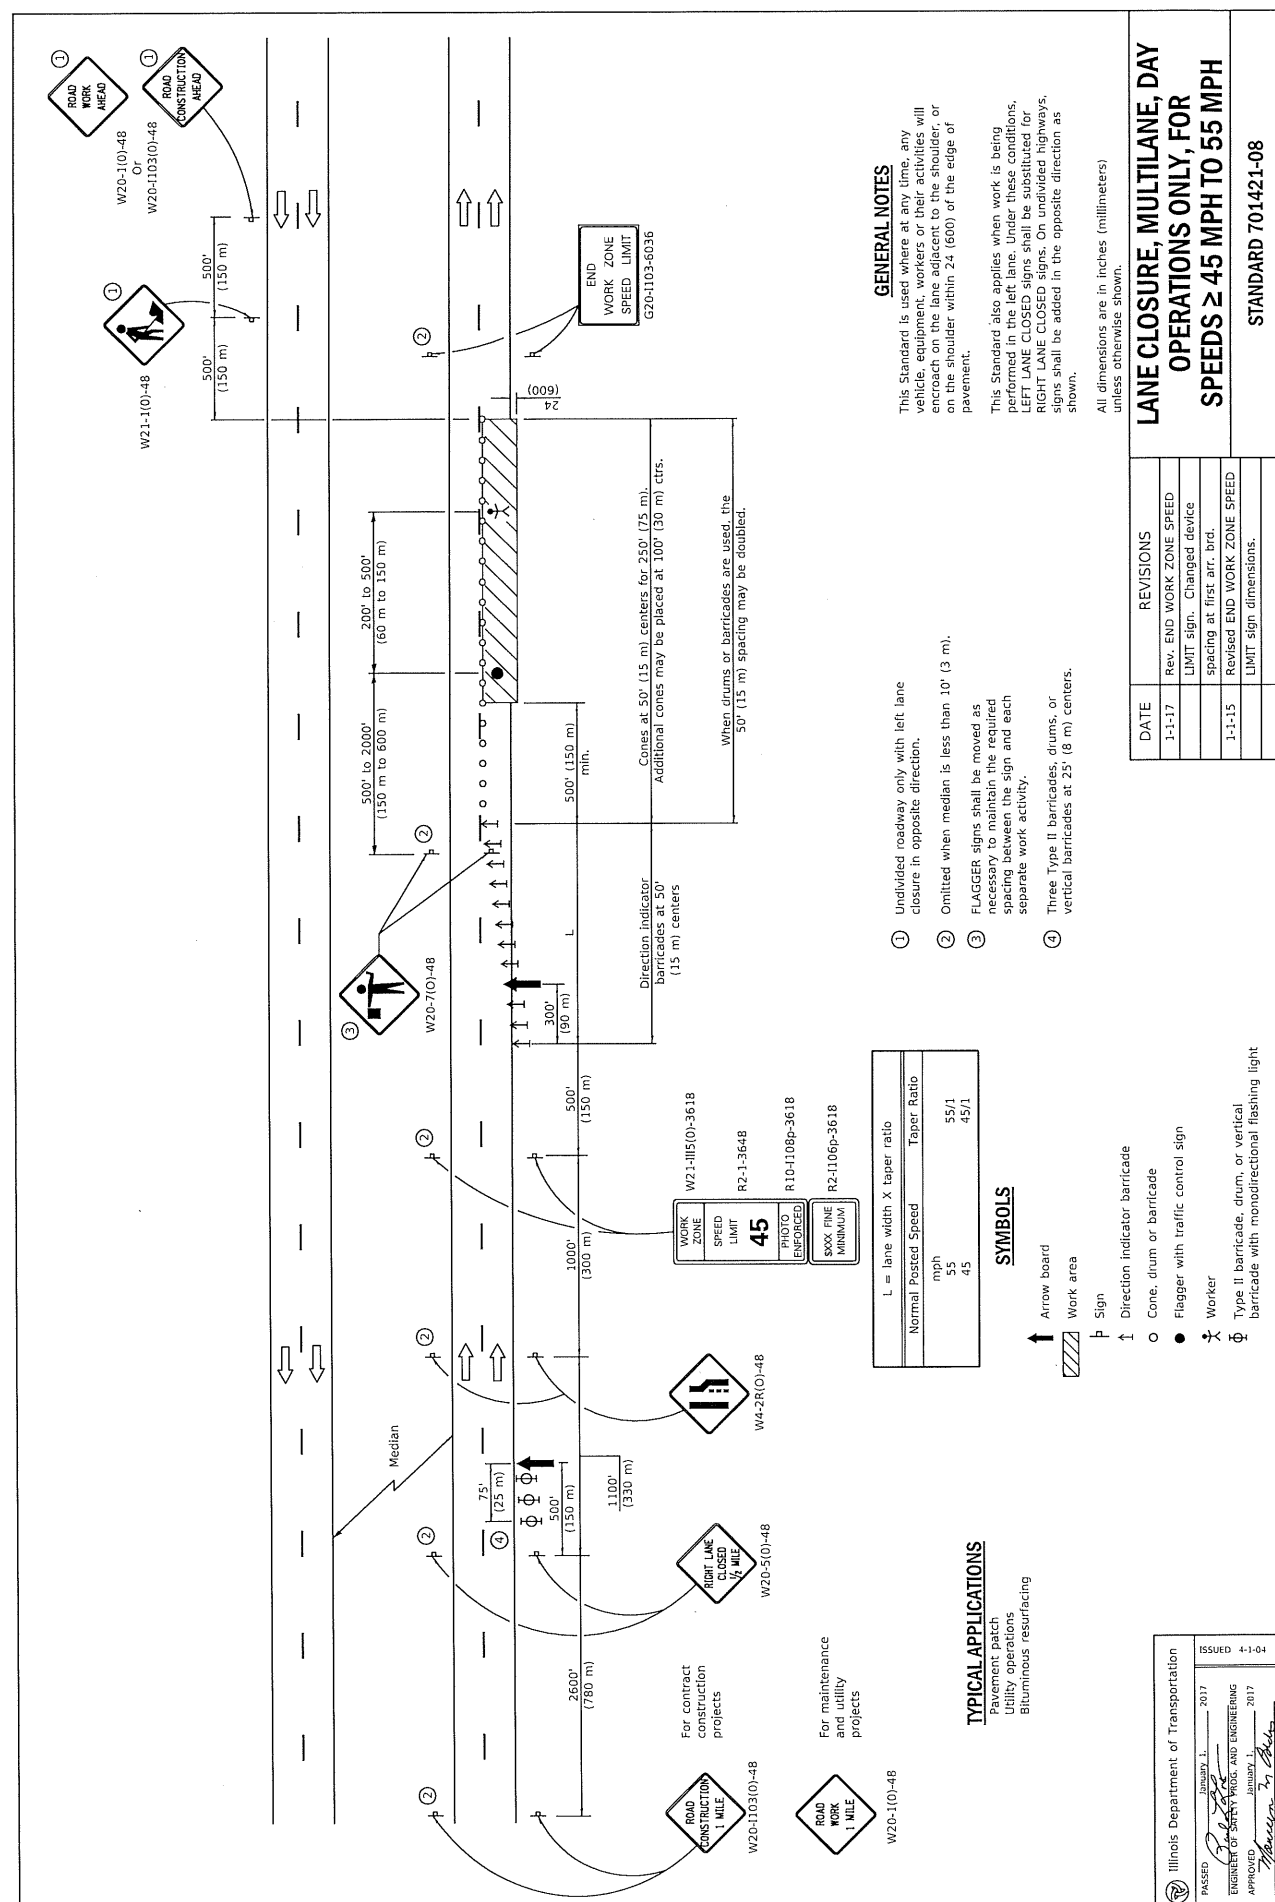 ROAD
WORK
AHEAD
1
ROAD
CONSTRUCTION
AHEAD
1
W20-1(O)-48
Or
W20-I103(O)-48
500'
(150 m)
1
W21-1(O)-48
500'
(150 m)
2
END
WORK ZONE
SPEED LIMIT
G20-I103-6036
24
(600)
200' to 500'
(60 m to 150 m)
500' to 2000'
(150 m to 600 m)
2
3
W20-7(O)-48
500' (150 m)
min.
Cones at 50' (15 m) centers for 250' (75 m).
Additional cones may be placed at 100' (30 m) ctrs.
When drums or barricades are used, the
50' (15 m) spacing may be doubled.
L
Direction indicator
barricades at 50'
(15 m) centers
300'
(90 m)
500'
(150 m)
2
WORK
ZONE
SPEED
LIMIT
45
PHOTO
ENFORCED
$XXX FINE
MINIMUM
W21-III5(0)-3618
R2-1-3648
R10-I108p-3618
R2-I106p-3618
1000'
(300 m)
2
W4-2R(O)-48
Median
75'
(25 m)
4
500'
(150 m)
1100'
(330 m)
2
RIGHT LANE
CLOSED
½ MILE
W20-5(O)-48
2600'
(780 m)
2
ROAD
CONSTRUCTION
1 MILE
W20-I103(O)-48
For contract
construction
projects
ROAD
WORK
1 MILE
W20-1(O)-48
For maintenance
and utility
projects
TYPICAL APPLICATIONS
Pavement patch
Utility operations
Bituminous resurfacing
L = lane width X taper ratio
Normal Posted Speed Taper Ratio
mph
55 55/1
45 45/1
SYMBOLS
Arrow board
Work area
Sign
Direction indicator barricade
Cone, drum or barricade
Flagger with traffic control sign
Worker
Type II barricade, drum, or vertical
barricade with monodirectional flashing light
1 Undivided roadway only with left lane
closure in opposite direction.
2 Omitted when median is less than 10' (3 m).
3 FLAGGER signs shall be moved as
necessary to maintain the required
spacing between the sign and each
separate work activity.
4 Three Type II barricades, drums, or
vertical barricades at 25' (8 m) centers.
GENERAL NOTES
This Standard is used where at any time, any
vehicle, equipment, workers or their activities will
encroach on the lane adjacent to the shoulder, or
on the shoulder within 24 (600) of the edge of
pavement.
This Standard also applies when work is being
performed in the left lane. Under these conditions,
LEFT LANE CLOSED signs shall be substituted for
RIGHT LANE CLOSED signs. On undivided highways,
signs shall be added in the opposite direction as
shown.
All dimensions are in inches (millimeters)
unless otherwise shown.
Illinois Department of Transportation
PASSED January 1, 2017
ENGINEER OF SAFETY PROG. AND ENGINEERING
APPROVED January 1, 2017
ISSUED 4-1-04
DATE REVISIONS
1-1-17 Rev. END WORK ZONE SPEED
LIMIT sign. Changed device
spacing at first arr. brd.
1-1-15 Revised END WORK ZONE SPEED
LIMIT sign dimensions.
LANE CLOSURE, MULTILANE, DAY
OPERATIONS ONLY, FOR
SPEEDS ≥ 45 MPH TO 55 MPH
STANDARD 701421-08